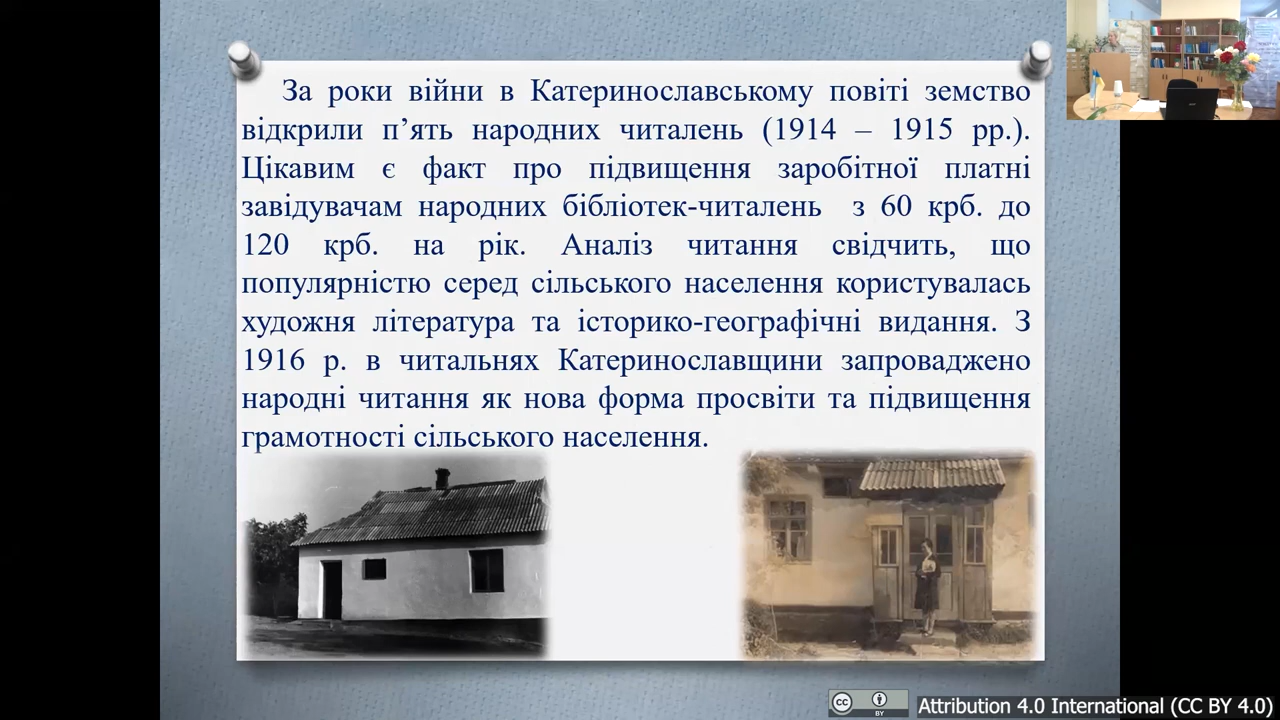 За роки війни в Катеринославському повіті земство
відкрили п’ять народних читалень (1914 – 1915 рр.).
Цікавим є факт про підвищення заробітної платні
завідувачам народних бібліотек-читалень з 60 крб. до
120 крб. на рік. Аналіз читання свідчить, що
популярністю серед сільського населення користувалась
художня література та історико-географічні видання. З
1916 р. в читальнях Катеринославщини запроваджено
народні читання як нова форма просвіти та підвищення
грамотності сільського населення.
cc BY Attribution 4.0 International (CC BY 4.0)